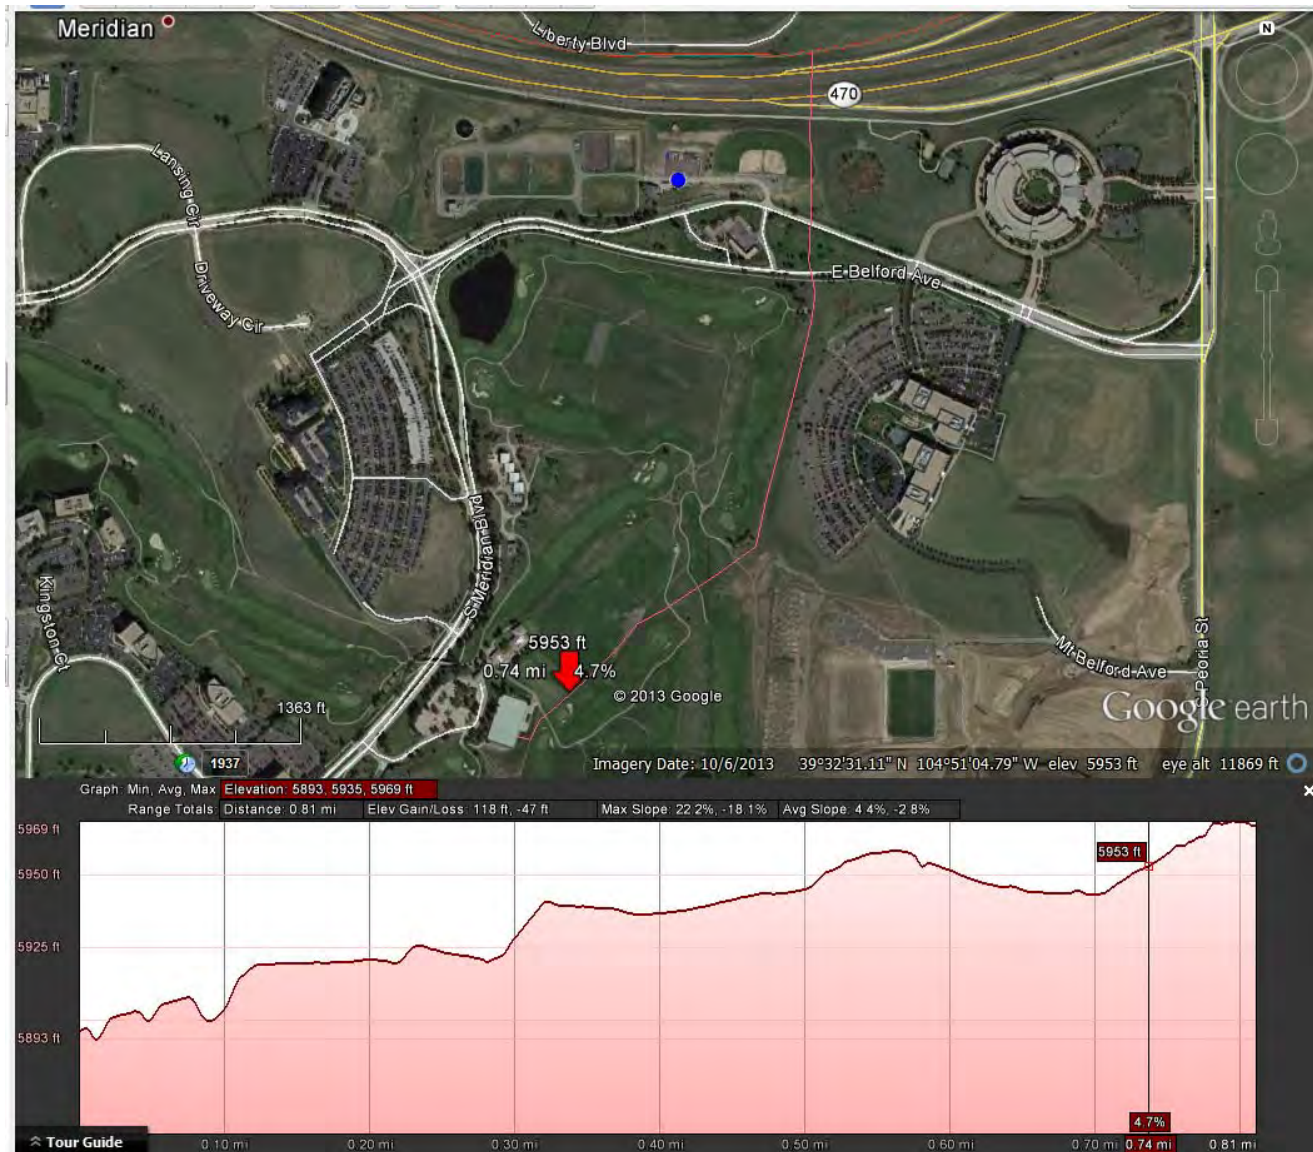 Meridian
Liberty Blvd
N
470
Lansing Cir
Driveway Cir
E Belford Ave
S Meridian Blvd
Kingston Ct
5953 ft
0.74 mi 4.7%
© 2013 Google
Mt Belford Ave
S Peoria St
Google earth
1363 ft
1937
Imagery Date: 10/6/2013 39°32'31.11" N 104°51'04.79" W elev 5953 ft eye alt 11869 ft
Graph: Min, Avg, Max Elevation: 5893, 5935, 5969 ft
Range Totals: Distance: 0.81 mi Elev Gain/Loss: 118 ft, -47 ft Max Slope: 22.2%, -18.1% Avg Slope: 4.4%, -2.8%
5969 ft
5953 ft
5950 ft
5925 ft
5893 ft
4.7%
Tour Guide 0.10 mi 0.20 mi 0.30 mi 0.40 mi 0.50 mi 0.60 mi 0.70 mi 0.74 mi 0.81 mi